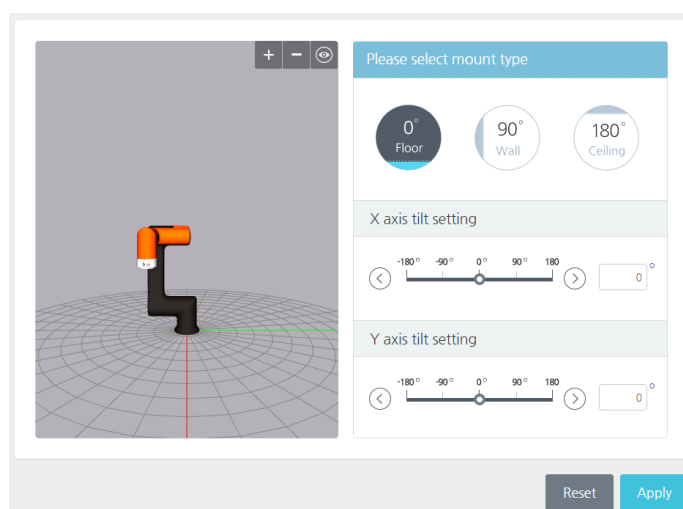 Please select mount type
0°
Floor
90°
Wall
180°
Ceiling
X axis tilt setting
-180° -90° 0° 90° 180
0°
Y axis tilt setting
-180° -90° 0° 90° 180
0°
Reset Apply